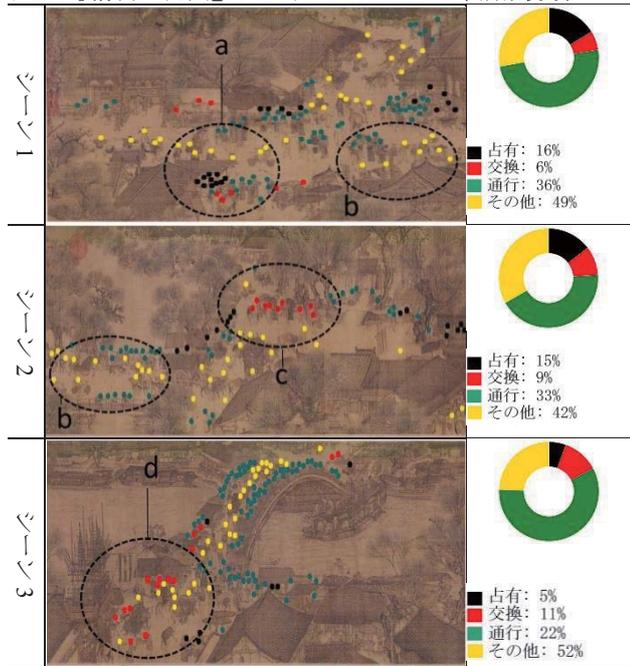 シーン1
a
b
占有: 16%
交換: 6%
通行: 36%
その他: 49%
シーン2
b
c
占有: 15%
交換: 9%
通行: 33%
その他: 42%
シーン3
d
占有: 5%
交換: 11%
通行: 22%
その他: 52%